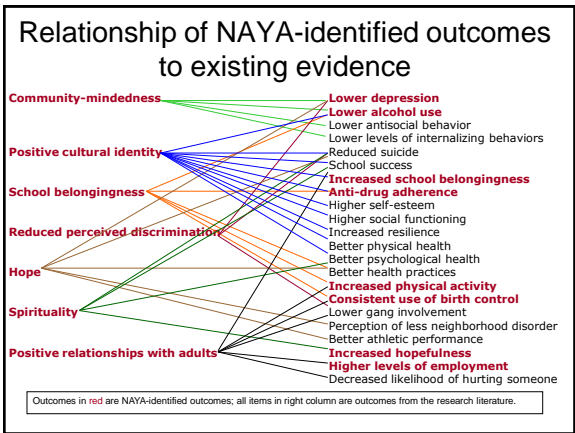 Relationship of NAYA-identified outcomes
to existing evidence
Community-mindedness
Positive cultural identity
School belongingness
Reduced perceived discrimination
Hope
Spirituality
Positive relationships with adults
Lower depression
Lower alcohol use
Lower antisocial behavior
Lower levels of internalizing behaviors
Reduced suicide
School success
Increased school belongingness
Anti-drug adherence
Higher self-esteem
Higher social functioning
Increased resilience
Better physical health
Better psychological health
Better health practices
Increased physical activity
Consistent use of birth control
Lower gang involvement
Perception of less neighborhood disorder
Better athletic performance
Increased hopefulness
Higher levels of employment
Decreased likelihood of hurting someone
Outcomes in red are NAYA-identified outcomes; all items in right column are outcomes from the research literature.